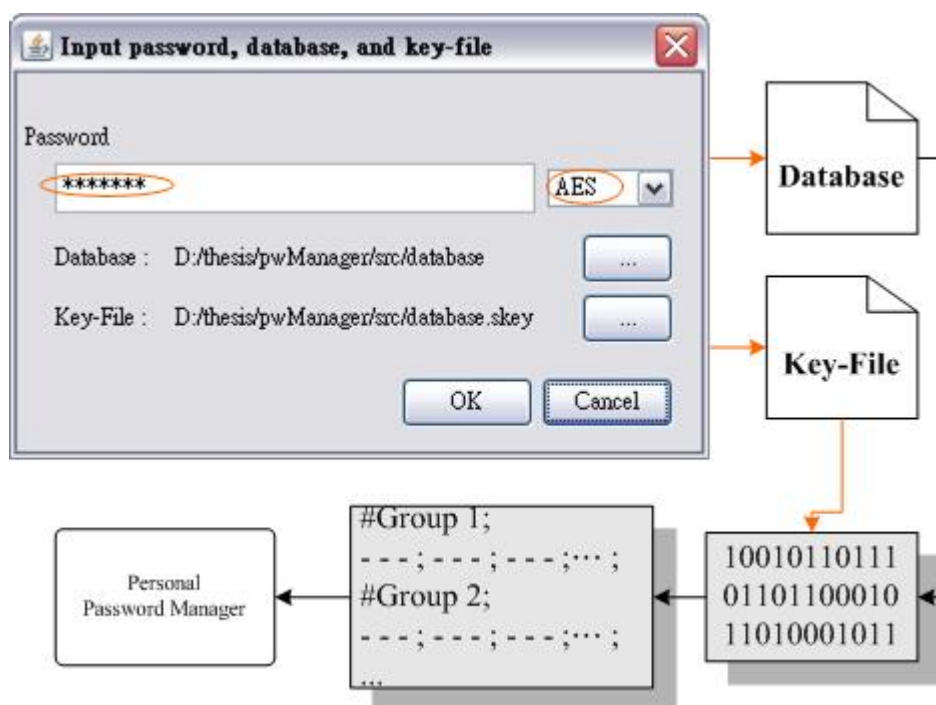 Input password, database, and key-file
Password
*******
AES
Database : D:/thesis/pwManager/src/database
...
Key-File : D:/thesis/pwManager/src/database.skey
...
OK
Cancel
Database
Key-File
10010110111
01101100010
11010001011
#Group 1;
- - - ; - - - ; - - - ;··· ;
#Group 2;
- - - ; - - - ; - - - ;··· ;
...
Personal
Password Manager